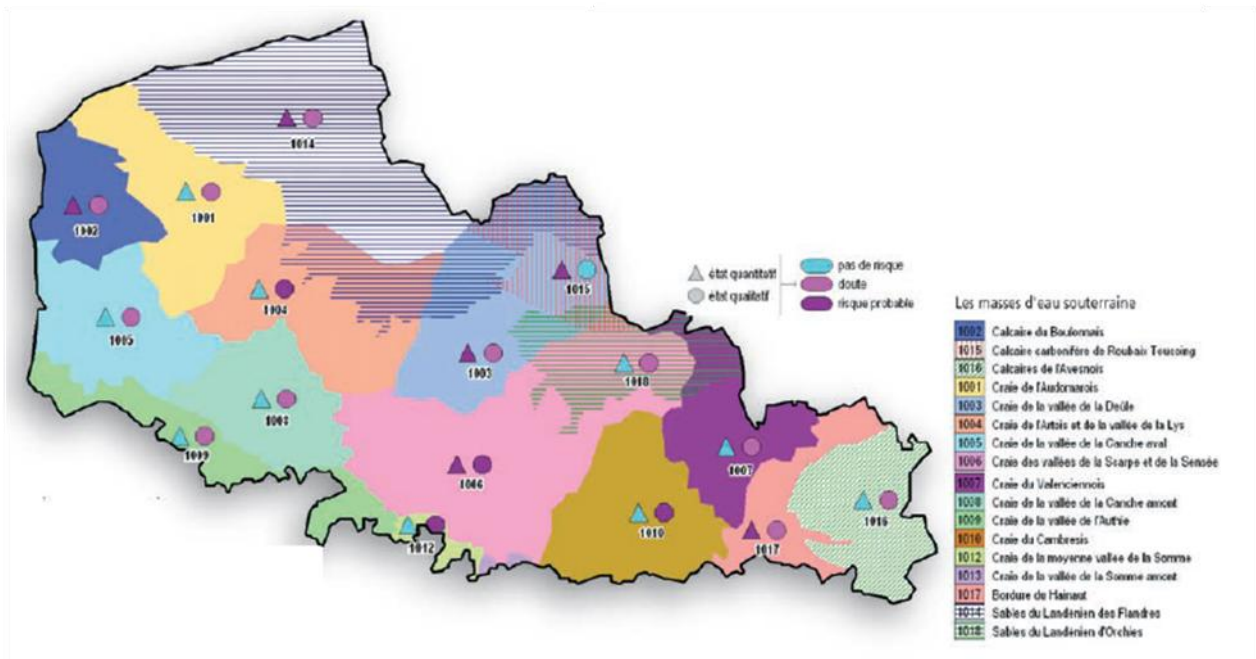 1014
1001
1002
1015
1004
1005
1003
1018
1008
1009
1006
1007
1016
1010
1012
1017
état quantitatif
état qualitatif
pas de risque
doute
risque probable
Les masses d'eau souterraine
1002 Calcaire du Boulonnais
1015 Calcaire carbonifère de Roubaix Tourcoing
1016 Calcaires de l'Avesnois
1001 Craie de l'Audomarois
1003 Craie de la vallée de la Deûle
1004 Craie de l'Artois et de la vallée de la Lys
1005 Craie de la vallée de la Canche aval
1006 Craie des vallées de la Scarpe et de la Sensée
1007 Craie du Valenciennois
1008 Craie de la vallée de la Canche amont
1009 Craie de la vallée de l'Authie
1010 Craie du Cambresis
1012 Craie de la moyenne vallée de la Somme
1013 Craie de la vallée de la Somme amont
1017 Bordure du Hainaut
1014 Sables du Landénien des Flandres
1018 Sables du Landénien d'Orchies